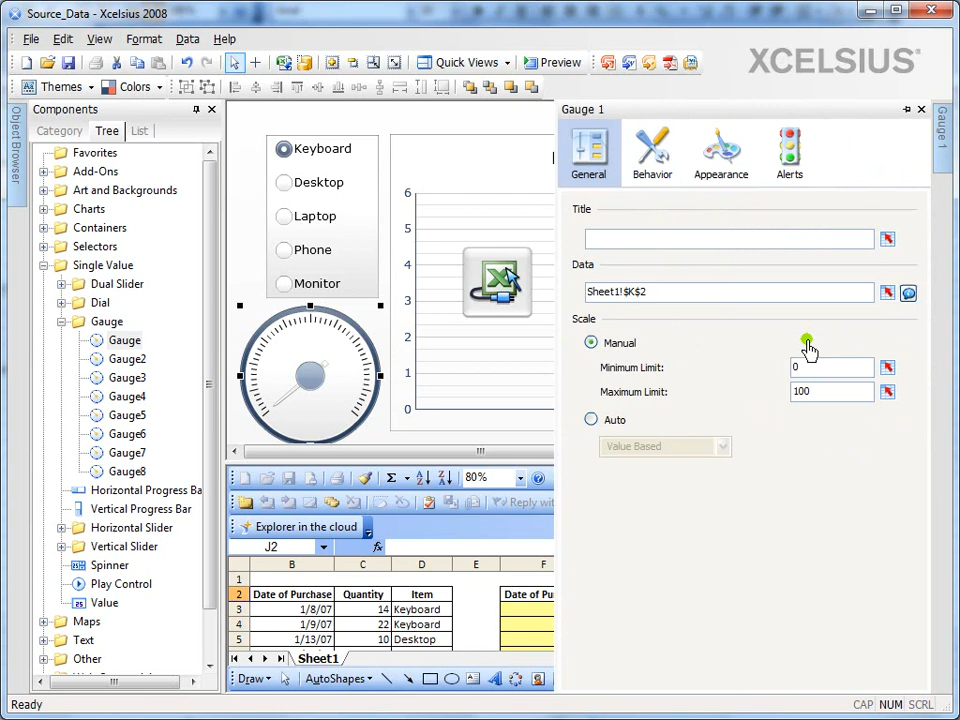 Source_Data - Xcelsius 2008
File Edit View Format Data Help
Quick Views Preview XCELSIUS®
Themes Colors
Components
Category Tree List
Object Browser
Favorites
Add-Ons
Art and Backgrounds
Charts
Containers
Selectors
Single Value
Dual Slider
Dial
Gauge
Gauge
Gauge2
Gauge3
Gauge4
Gauge5
Gauge6
Gauge7
Gauge8
Horizontal Progress Ba
Vertical Progress Bar
Horizontal Slider
Vertical Slider
Spinner
Play Control
Value
Maps
Text
Other
Keyboard
Desktop
Laptop
Phone
Monitor
6
5
4
3
2
1
0
80%
Reply with
Explorer in the cloud
J2 fx
B C D E F
1
2 Date of Purchase Quantity Item Date of Pu
3 1/8/07 14 Keyboard
4 1/9/07 22 Keyboard
5 1/13/07 10 Desktop
Sheet1
Draw AutoShapes
Gauge 1
Gauge 1
General Behavior Appearance Alerts
Title
Data
Sheet1!$K$2
Scale
Manual
Minimum Limit: 0
Maximum Limit: 100
Auto
Value Based
Ready CAP NUM SCRL